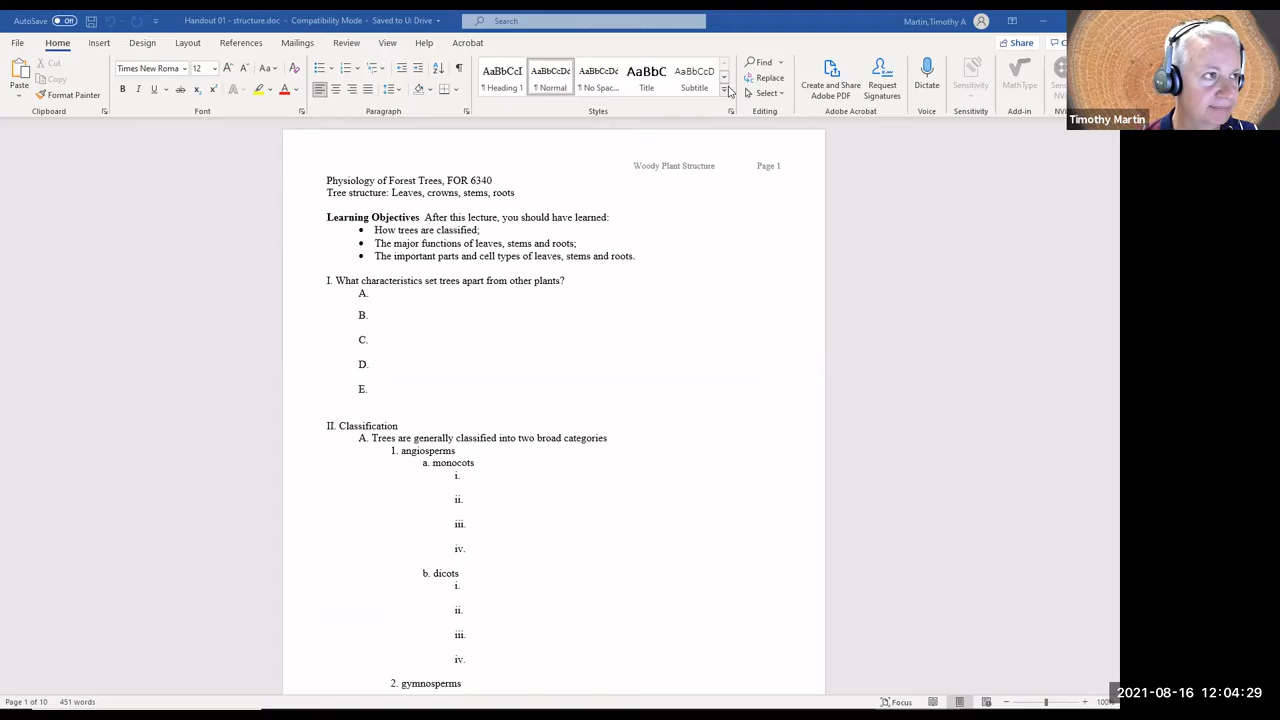 AutoSave Off Handout 01 - structure.doc - Compatibility Mode - Saved to U: Drive Search Martin,Timothy A
File Home Insert Design Layout References Mailings Review View Help Acrobat Share
Paste Cut Copy Format Painter
Times New Roma 12
AaBbCcI AaBbCcDc AaBbCcDc AaBbC AaBbCcD
¶ Heading 1 ¶ Normal ¶ No Spac... Title Subtitle
Find Replace Select
Create and Share Adobe PDF Request Signatures Dictate Sensitivity MathType
Clipboard Font Paragraph Styles Editing Adobe Acrobat Voice Sensitivity Add-in
Timothy Martin
Woody Plant Structure Page 1
Physiology of Forest Trees, FOR 6340
Tree structure: Leaves, crowns, stems, roots
Learning Objectives After this lecture, you should have learned:
• How trees are classified;
• The major functions of leaves, stems and roots;
• The important parts and cell types of leaves, stems and roots.
I. What characteristics set trees apart from other plants?
A.
B.
C.
D.
E.
II. Classification
A. Trees are generally classified into two broad categories
1. angiosperms
a. monocots
i.
ii.
iii.
iv.
b. dicots
i.
ii.
iii.
iv.
2. gymnosperms
Page 1 of 10 451 words Focus 100%
2021-08-16 12:04:29